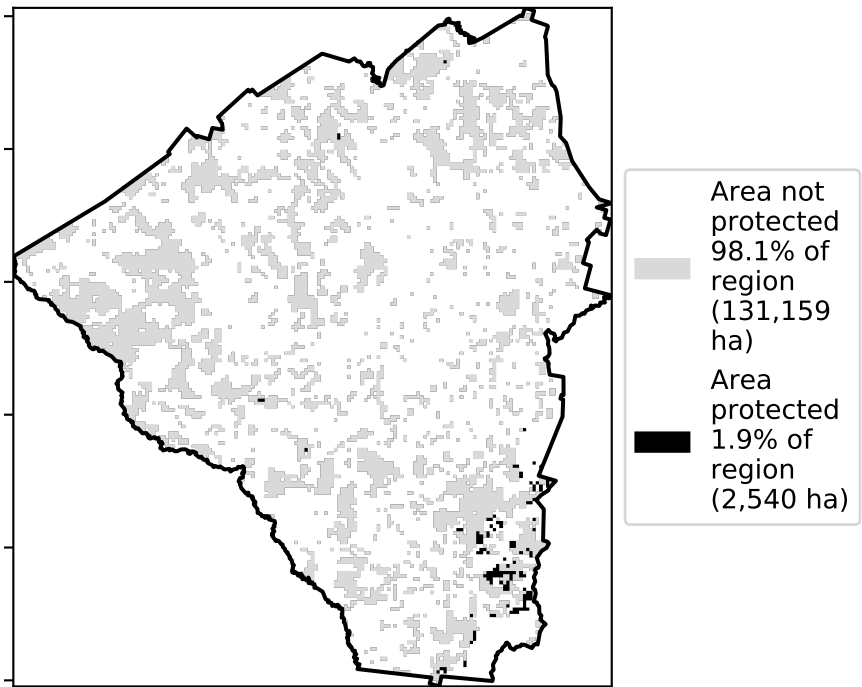 Area not
protected
98.1% of
region
(131,159
ha)
Area
protected
1.9% of
region
(2,540 ha)